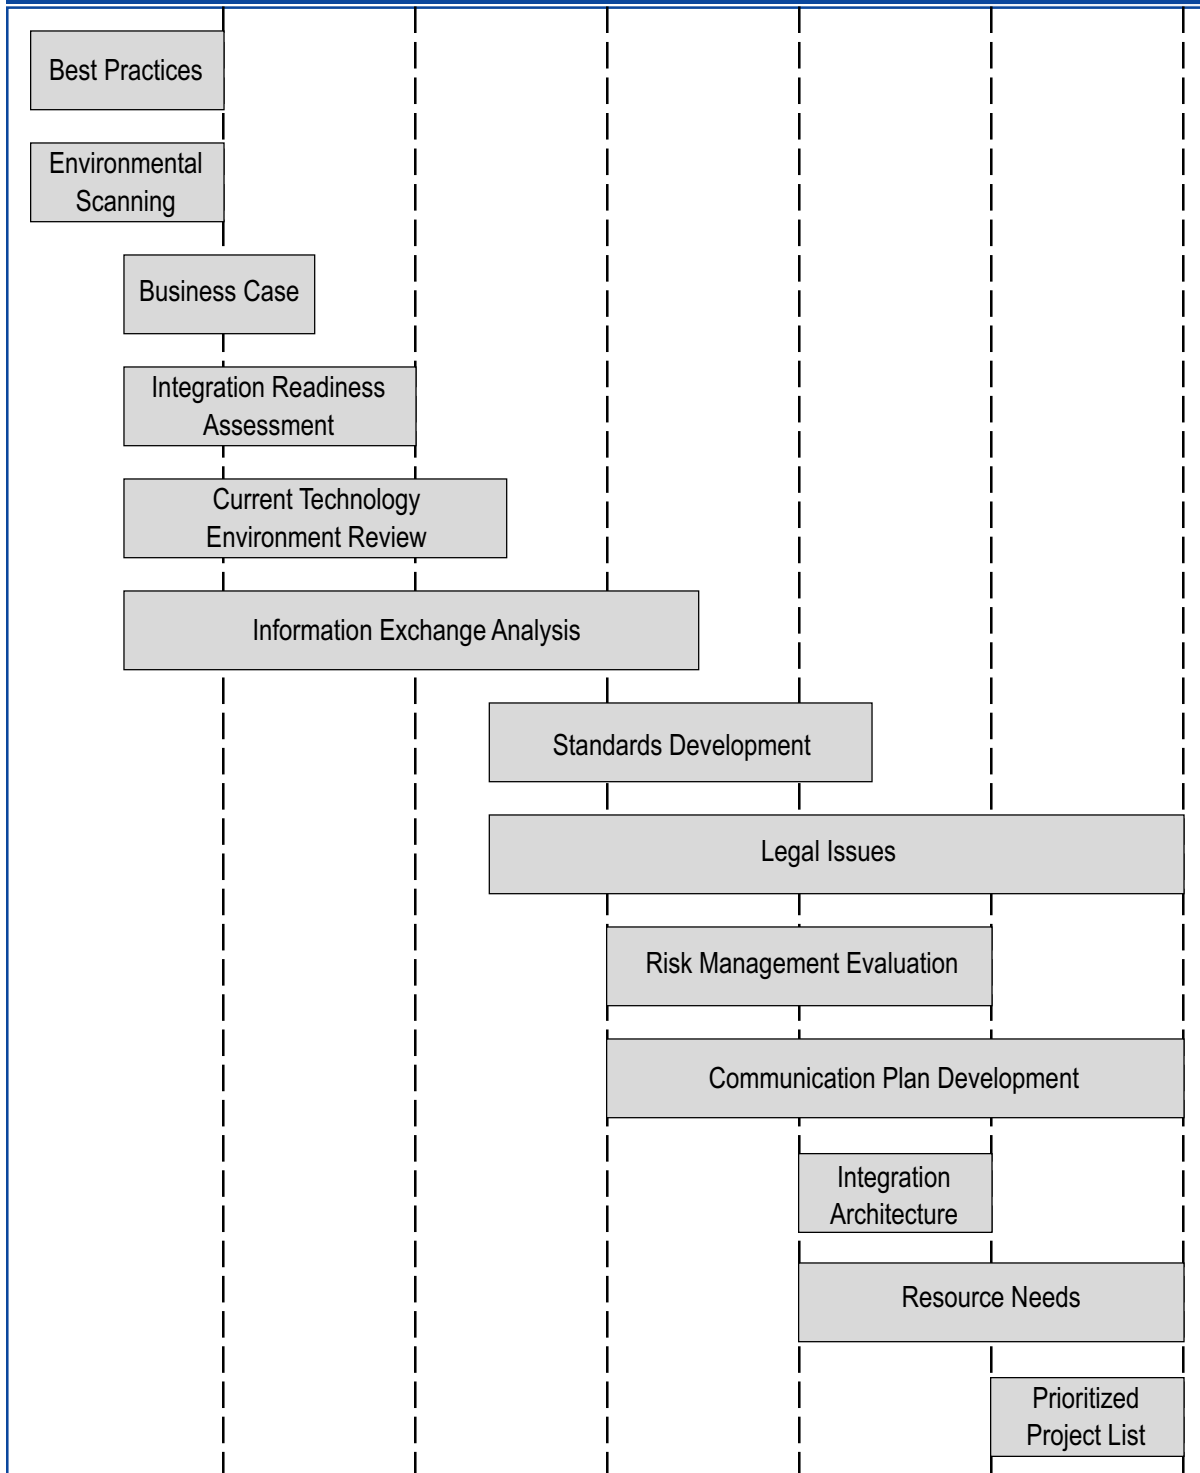 Best Practices
Environmental
Scanning
Business Case
Integration Readiness
Assessment
Current Technology
Environment Review
Information Exchange Analysis
Standards Development
Legal Issues
Risk Management Evaluation
Communication Plan Development
Integration
Architecture
Resource Needs
Prioritized
Project List